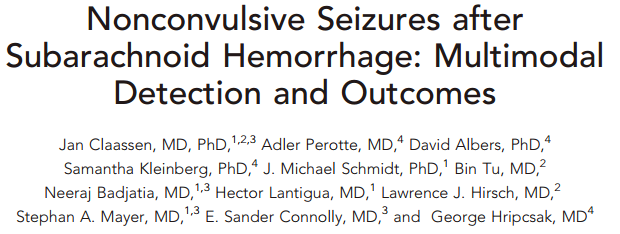 Nonconvulsive Seizures after
Subarachnoid Hemorrhage: Multimodal
Detection and Outcomes
Jan Claassen, MD, PhD,1,2,3 Adler Perotte, MD,4 David Albers, PhD,4
Samantha Kleinberg, PhD,4 J. Michael Schmidt, PhD,1 Bin Tu, MD,2
Neeraj Badjatia, MD,1,3 Hector Lantigua, MD,1 Lawrence J. Hirsch, MD,2
Stephan A. Mayer, MD,1,3 E. Sander Connolly, MD,3 and George Hripcsak, MD4